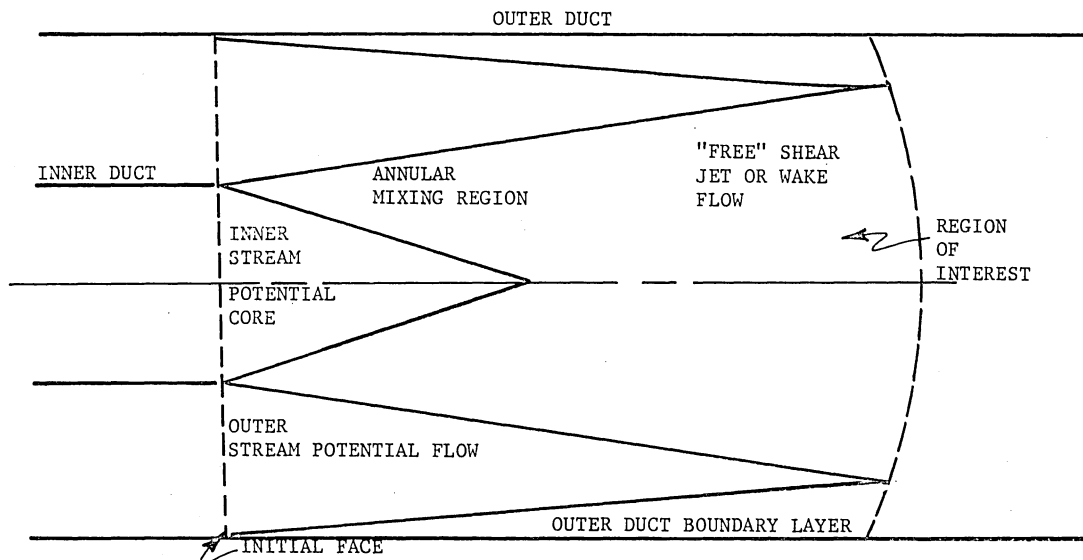 OUTER DUCT
INNER DUCT
ANNULAR
MIXING REGION
"FREE" SHEAR
JET OR WAKE
FLOW
INNER
STREAM
POTENTIAL
CORE
REGION
OF
INTEREST
OUTER
STREAM POTENTIAL FLOW
OUTER DUCT BOUNDARY LAYER
INITIAL FACE